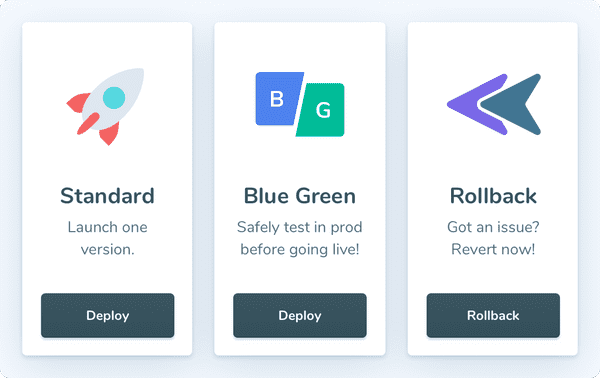 Standard
Launch one
version.
Deploy
B
G
Blue Green
Safely test in prod
before going live!
Deploy
Rollback
Got an issue?
Revert now!
Rollback